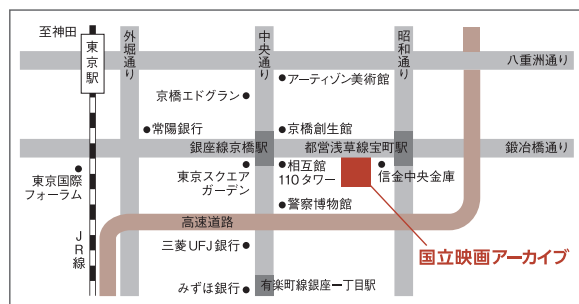 至神田
東京駅
外堀通り
中央通り
昭和通り
八重洲通り
アーティゾン美術館
京橋エドグラン
常陽銀行
京橋創生館
銀座線京橋駅
都営浅草線宝町駅
鍛冶橋通り
東京国際
フォーラム
東京スクエア
ガーデン
相互館
110タワー
信金中央金庫
警察博物館
高速道路
国立映画アーカイブ
JR線
三菱UFJ銀行
みずほ銀行
有楽町線銀座一丁目駅